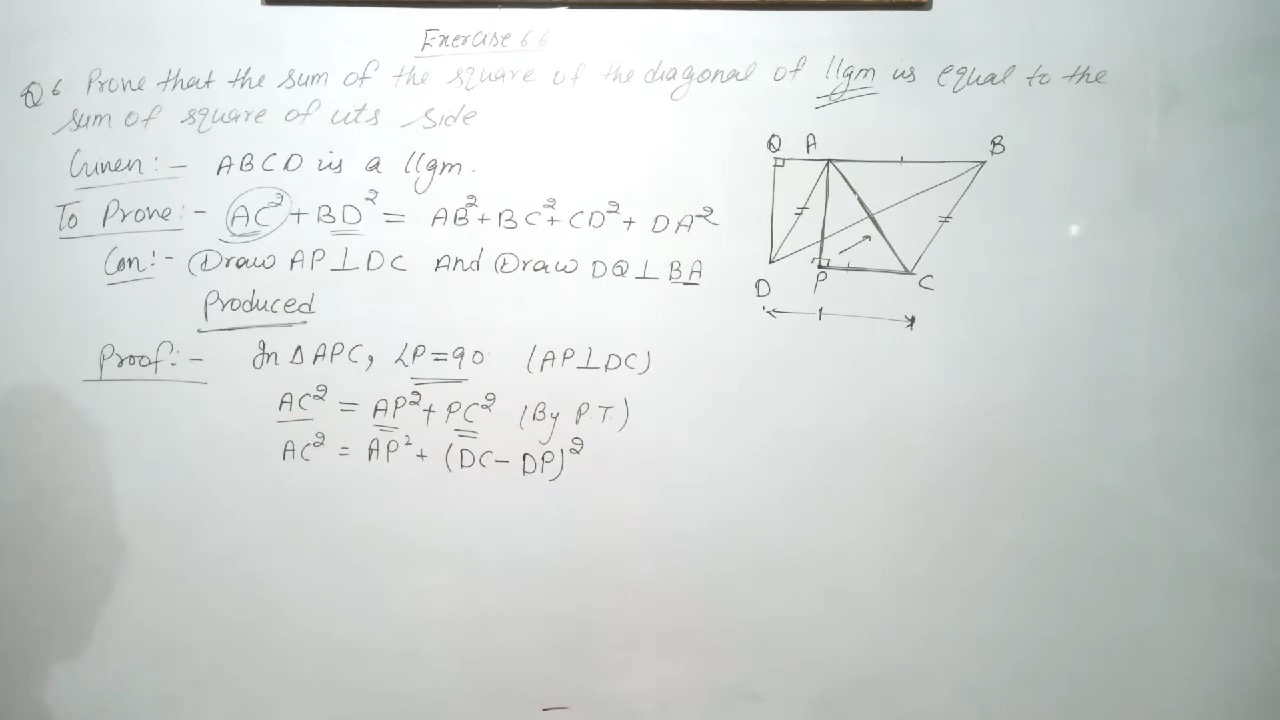 Exercise 6 6
Q6 Prove that the sum of the square of the diagonal of llgm is equal to the
sum of square of its side
Given :- ABCD is a llgm.
To Prove :- AC² + BD² = AB² + BC² + CD² + DA²
Con :- Draw AP⊥DC And Draw DQ⊥BA
Produced
Proof :- In ΔAPC, ∠P=90 (AP⊥DC)
AC² = AP² + PC² (By P.T.)
AC² = AP² + (DC - DP)²
Q A B
D P C